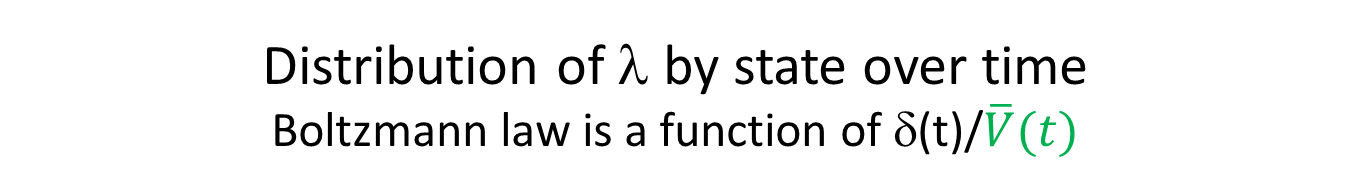 Distribution of λ by state over time
Boltzmann law is a function of δ(t)/V̅(t)